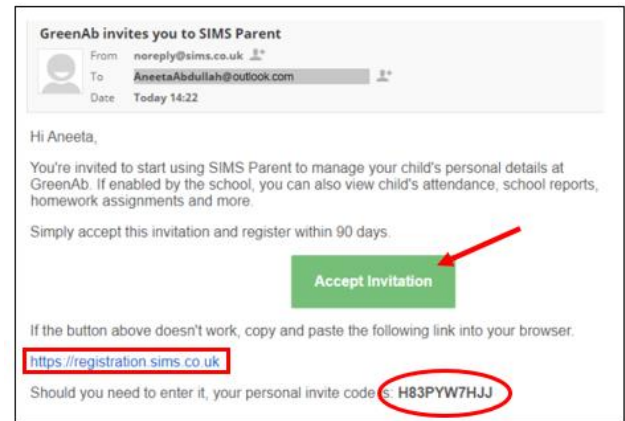 GreenAb invites you to SIMS Parent
From noreply@sims.co.uk
To AneetaAbdullah@outlook.com
Date Today 14:22
Hi Aneeta,
You're invited to start using SIMS Parent to manage your child's personal details at
GreenAb. If enabled by the school, you can also view child's attendance, school reports,
homework assignments and more.
Simply accept this invitation and register within 90 days.
Accept Invitation
If the button above doesn't work, copy and paste the following link into your browser.
https://registration.sims.co.uk
Should you need to enter it, your personal invite code is: H83PYW7HJJ